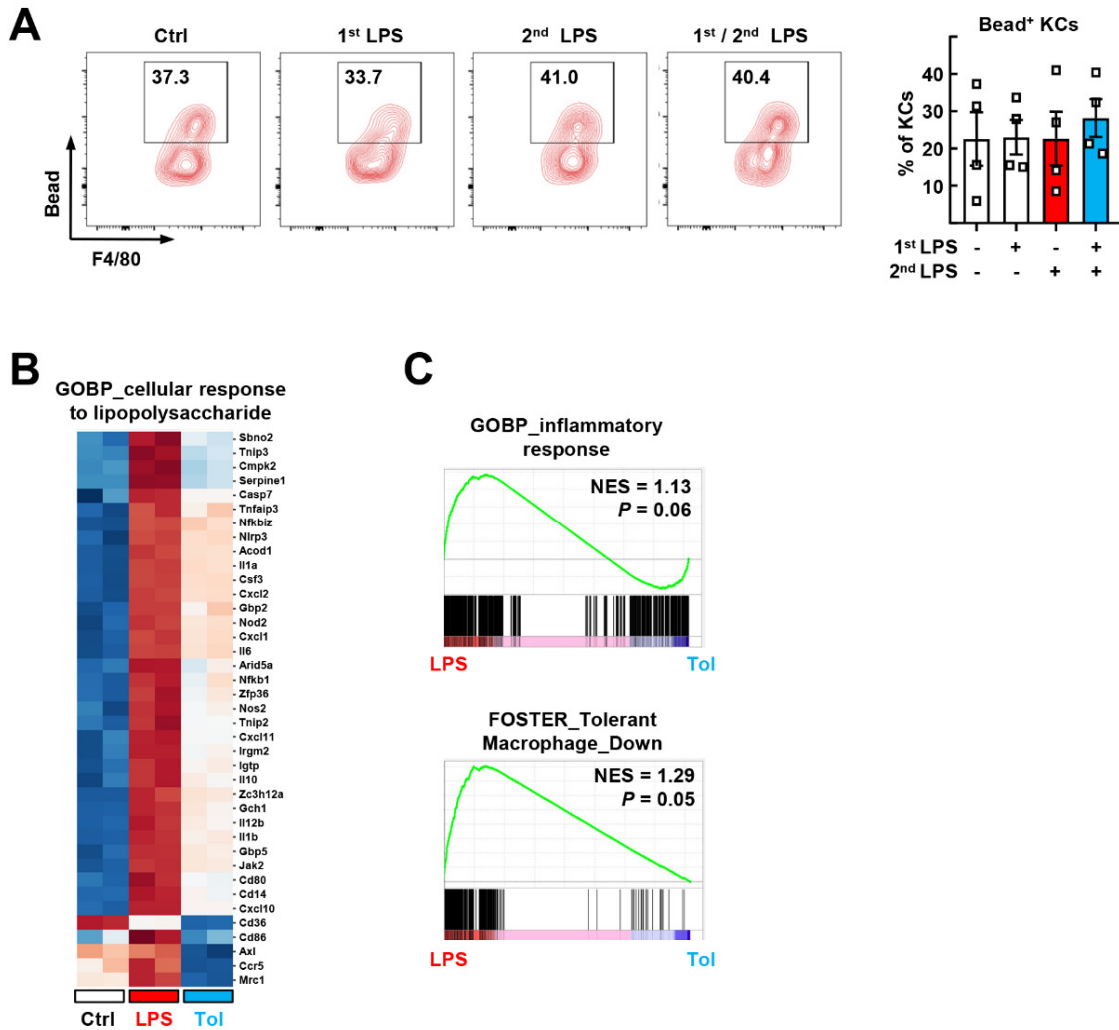 A
Ctrl
1st LPS
2nd LPS
1st / 2nd LPS
37.3
33.7
41.0
40.4
Bead
F4/80
Bead+ KCs
% of KCs
40
30
20
10
1st LPS - + - +
2nd LPS - - + +
B
GOBP_cellular response
to lipopolysaccharide
Sbno2
Tnip3
Cmpk2
Serpine1
Casp7
Tnfaip3
Nfkbiz
Nlrp3
Acod1
Il1a
Csf3
Cxcl2
Gbp2
Nod2
Cxcl1
Il6
Arid5a
Nfkb1
Zfp36
Nos2
Tnip2
Cxcl11
Irgm2
Igtp
Il10
Zc3h12a
Gch1
Il12b
Il1b
Gbp5
Jak2
Cd80
Cd14
Cxcl10
Cd36
Cd86
Axl
Ccr5
Mrc1
Ctrl LPS Tol
C
GOBP_inflammatory
response
NES = 1.13
P = 0.06
LPS Tol
FOSTER_Tolerant
Macrophage_Down
NES = 1.29
P = 0.05
LPS Tol